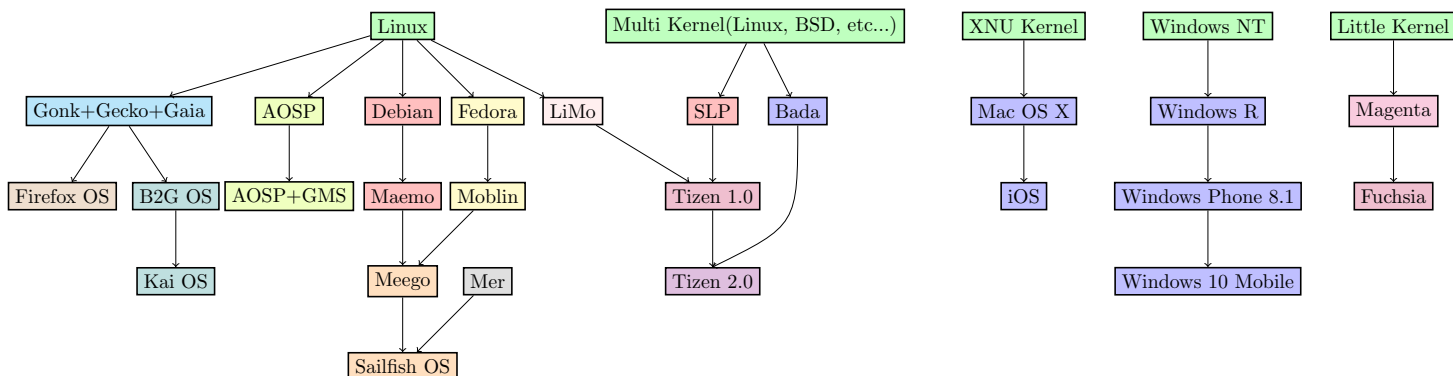 Linux
Multi Kernel(Linux, BSD, etc...)
XNU Kernel
Windows NT
Little Kernel
Gonk+Gecko+Gaia
AOSP
Debian
Fedora
LiMo
SLP
Bada
Mac OS X
Windows R
Magenta
Firefox OS
B2G OS
AOSP+GMS
Maemo
Moblin
Tizen 1.0
iOS
Windows Phone 8.1
Fuchsia
Kai OS
Meego
Mer
Tizen 2.0
Windows 10 Mobile
Sailfish OS